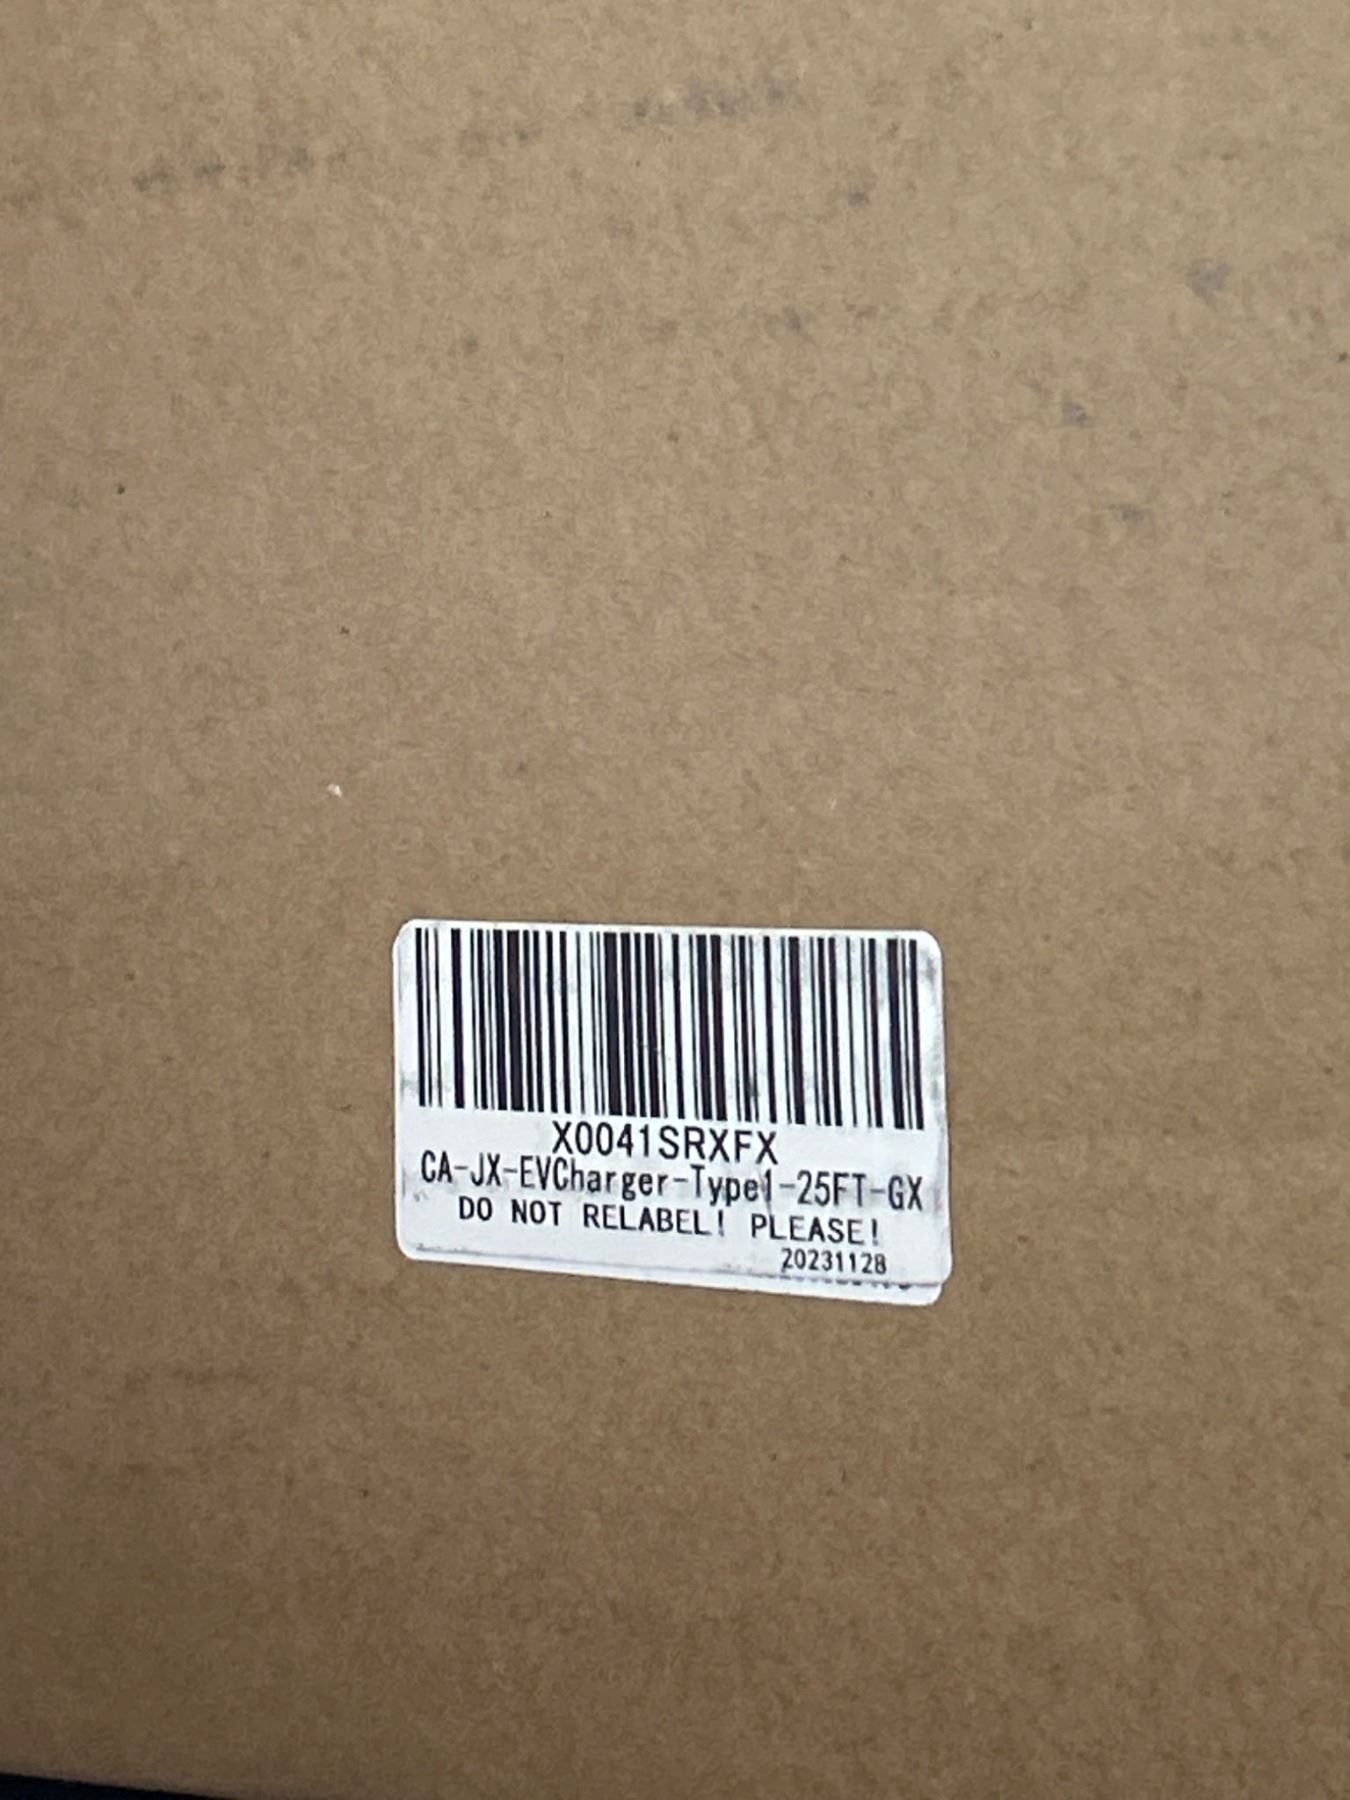 X0041SRXFX
CA-JX-EVCharger-Type1-25FT-GX
DO NOT RELABEL! PLEASE!
20231128